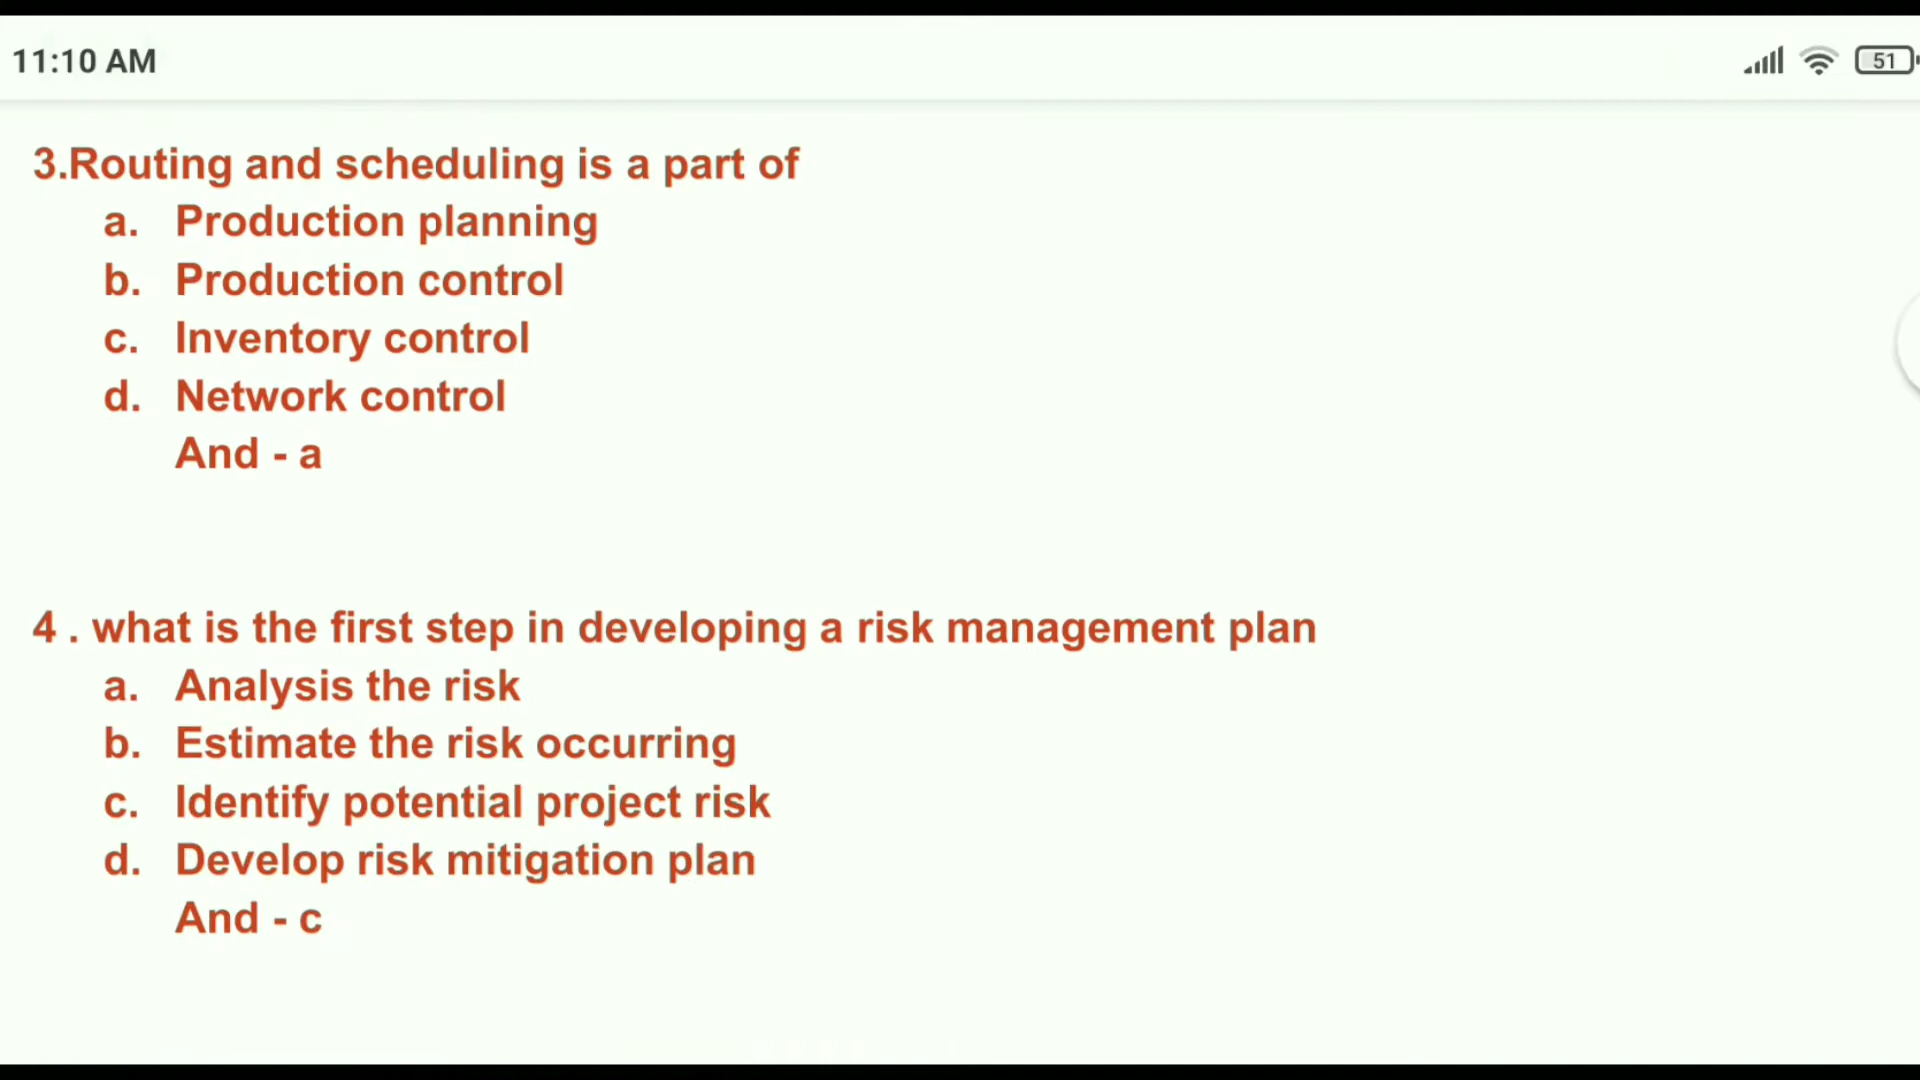 11:10 AM
51
3.Routing and scheduling is a part of
a. Production planning
b. Production control
c. Inventory control
d. Network control
And - a
4 . what is the first step in developing a risk management plan
a. Analysis the risk
b. Estimate the risk occurring
c. Identify potential project risk
d. Develop risk mitigation plan
And - c